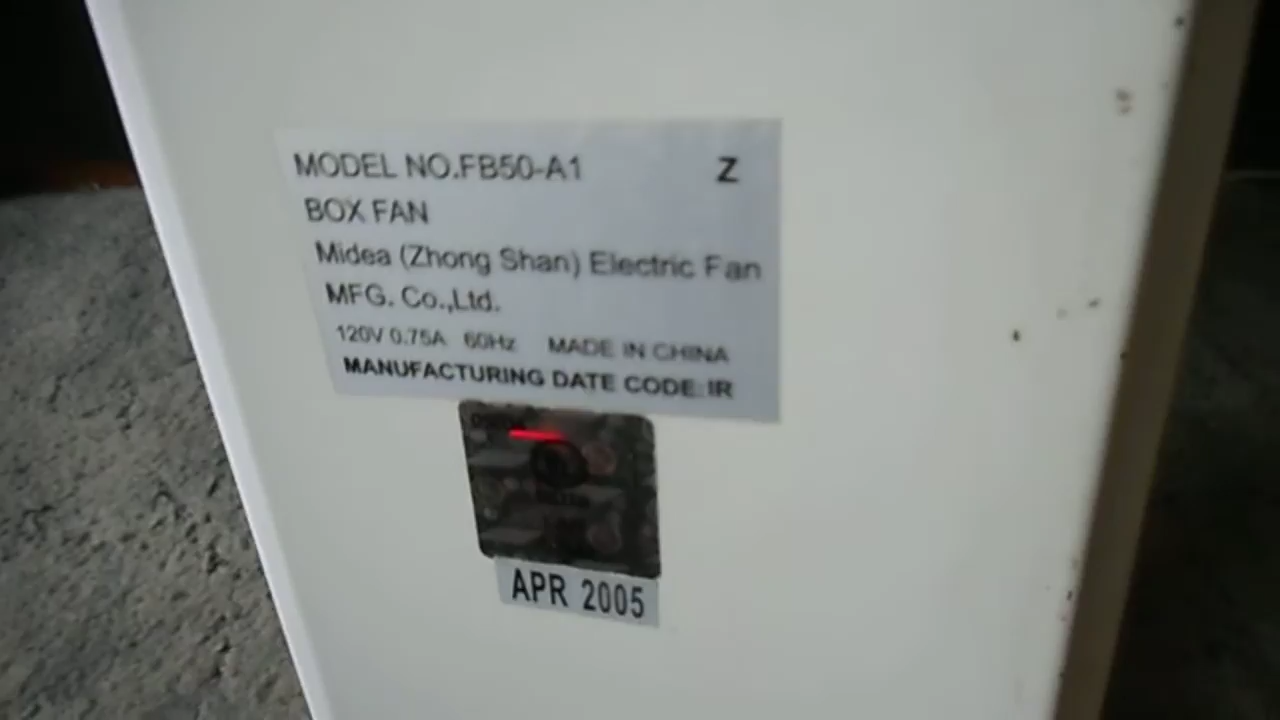 MODEL NO.FB50-A1 Z
BOX FAN
Midea (Zhong Shan) Electric Fan
MFG. Co.,Ltd.
120V 0.75A 60Hz MADE IN CHINA
MANUFACTURING DATE CODE:IR
APR 2005